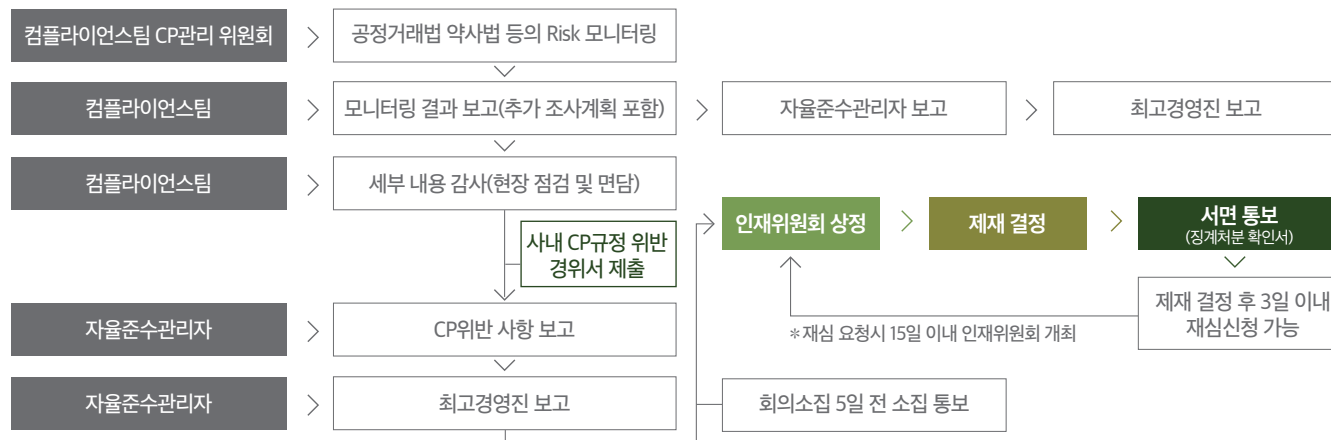 컴플라이언스팀 CP관리 위원회
공정거래법 약사법 등의 Risk 모니터링
컴플라이언스팀
모니터링 결과 보고(추가 조사계획 포함)
자율준수관리자 보고
최고경영진 보고
컴플라이언스팀
세부 내용 감사(현장 점검 및 면담)
사내 CP규정 위반
경위서 제출
인재위원회 상정
제재 결정
서면 통보
(징계처분 확인서)
제재 결정 후 3일 이내
재심신청 가능
*재심 요청시 15일 이내 인재위원회 개최
자율준수관리자
CP위반 사항 보고
자율준수관리자
최고경영진 보고
회의소집 5일 전 소집 통보